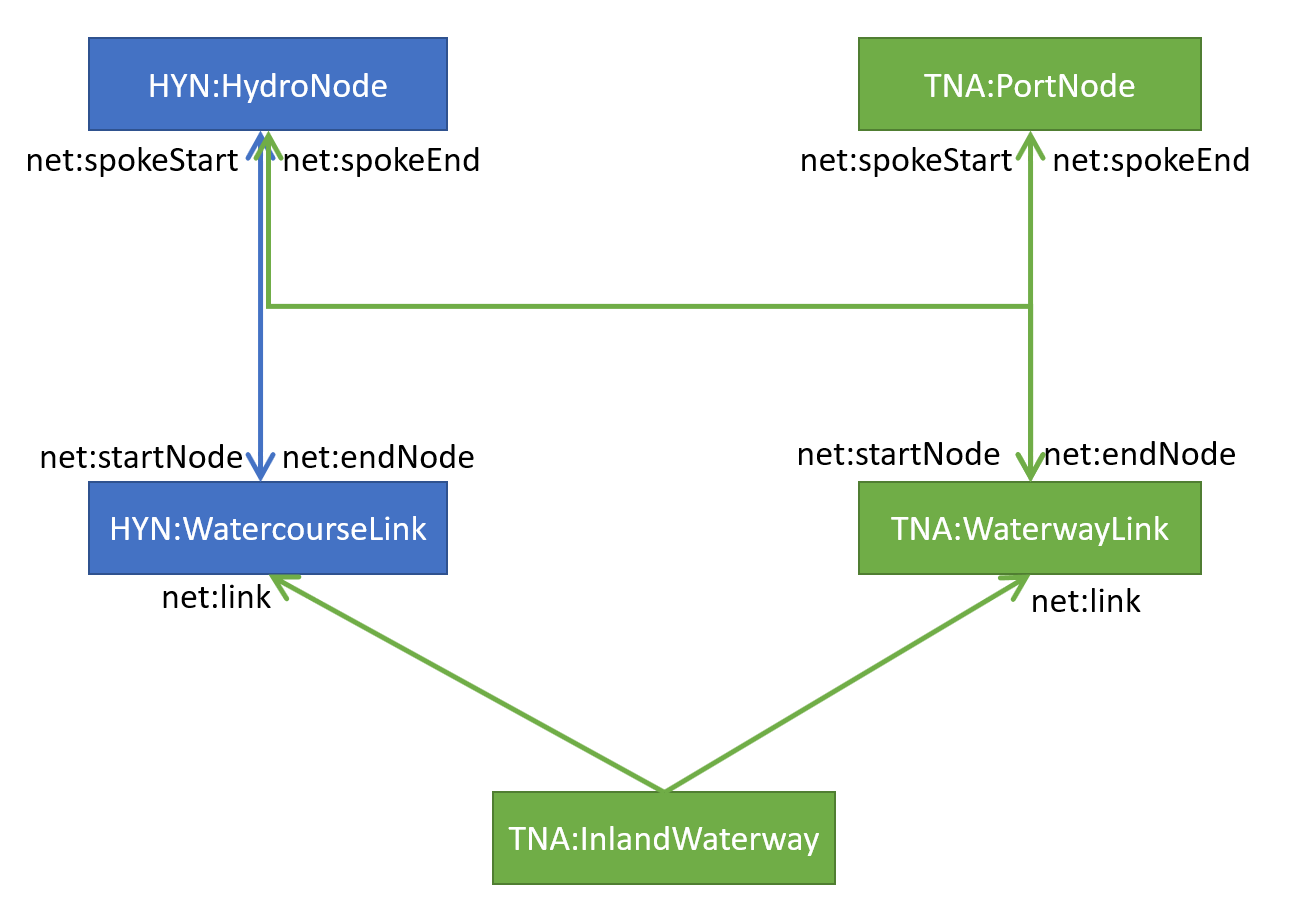 HYN:HydroNode
TNA:PortNode
net:spokeStart
net:spokeEnd
net:spokeStart
net:spokeEnd
net:startNode
net:endNode
net:startNode
net:endNode
HYN:WatercourseLink
TNA:WaterwayLink
net:link
net:link
TNA:InlandWaterway